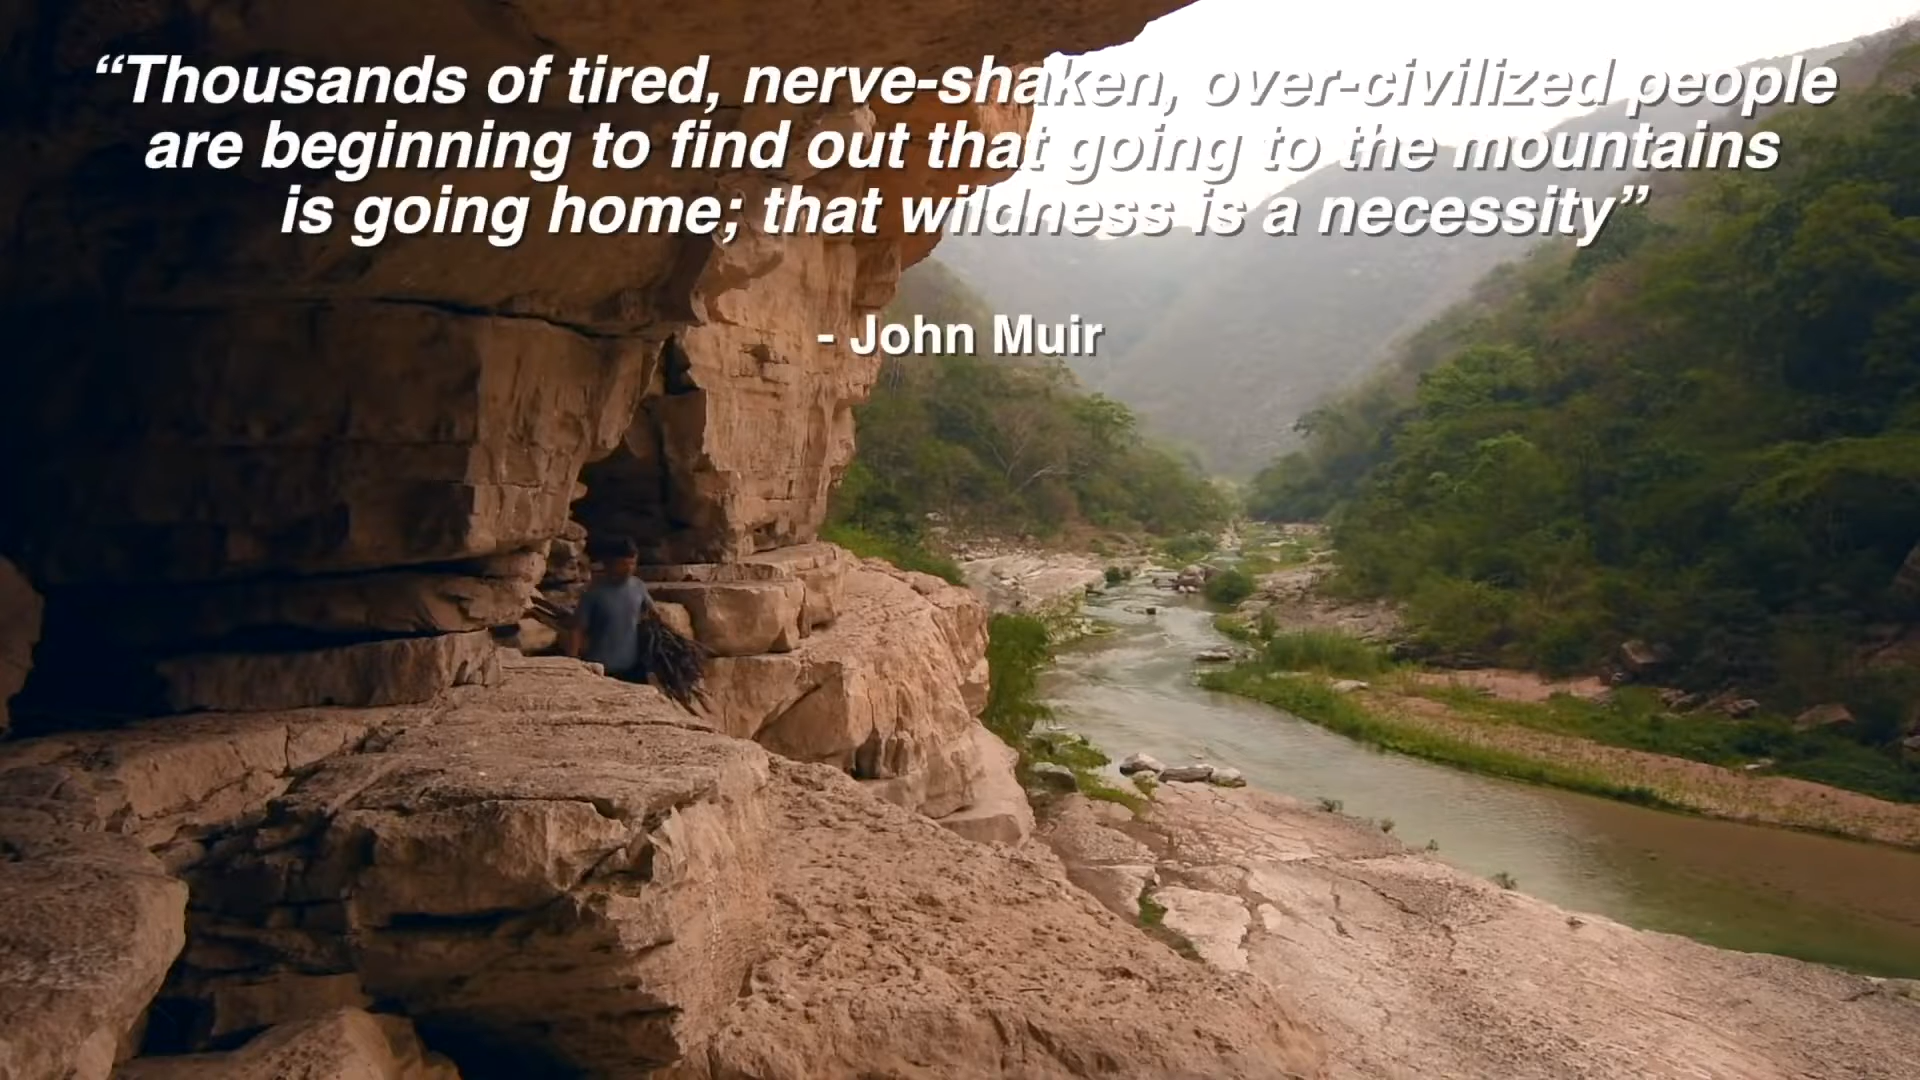 “Thousands of tired, nerve-shaken, over-civilized people
are beginning to find out that going to the mountains
is going home; that wildness is a necessity”
- John Muir